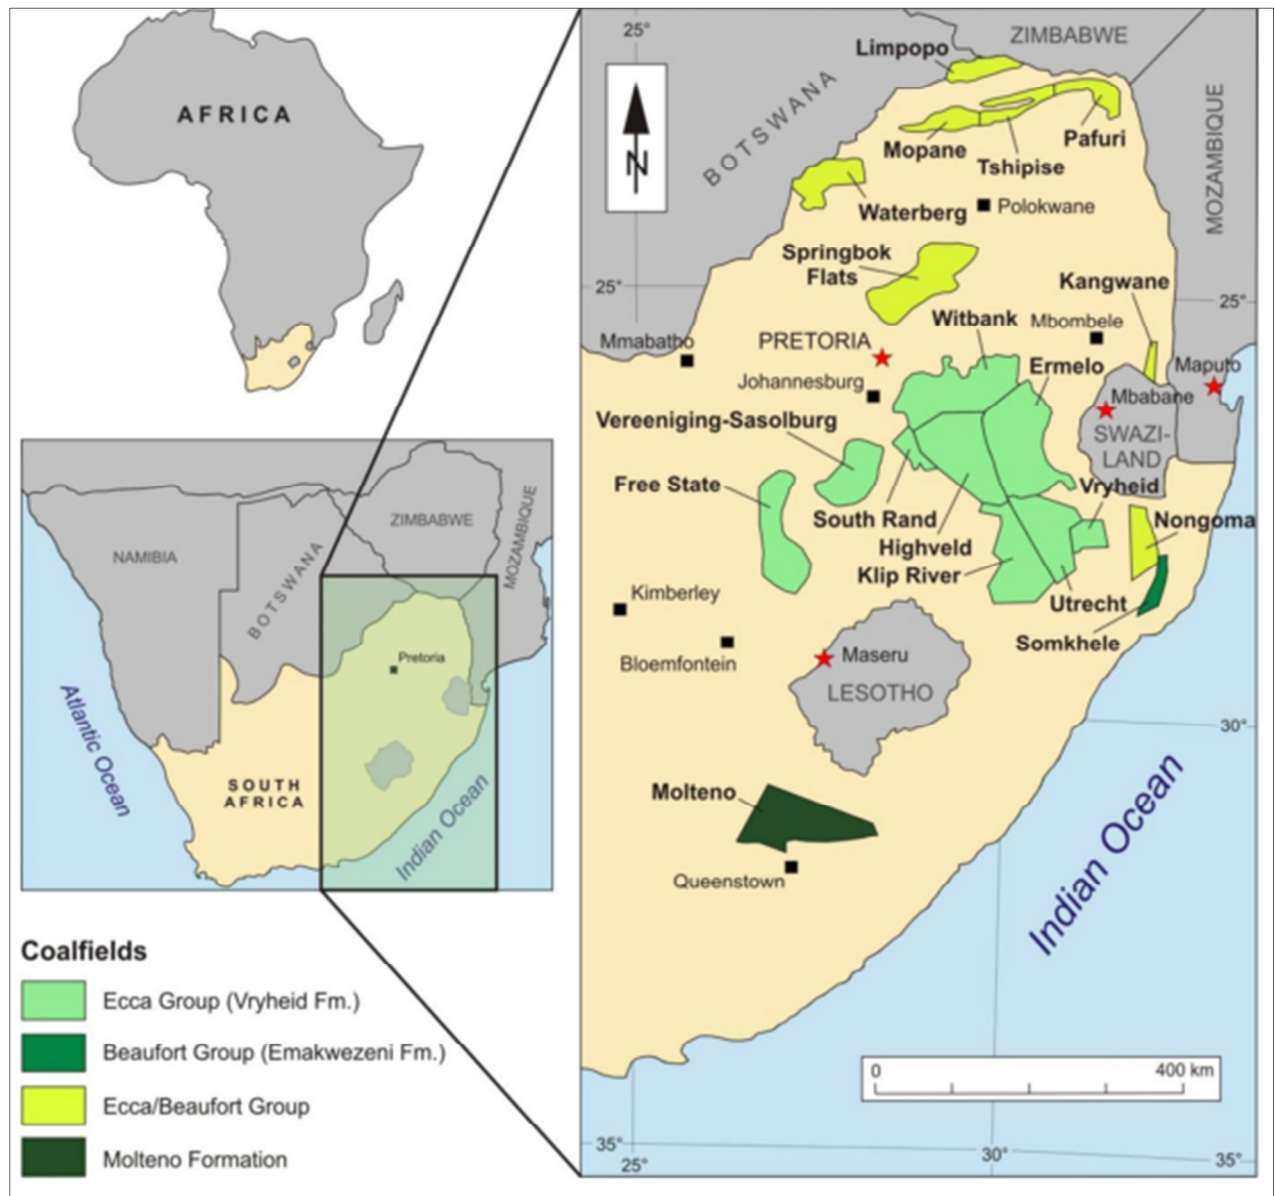 AFRICA
NAMIBIA
BOTSWANA
ZIMBABWE
MOZAMBIQUE
Pretoria
SOUTH
AFRICA
Atlantic Ocean
Indian Ocean
Coalfields
Ecca Group (Vryheid Fm.)
Beaufort Group (Emakwezeni Fm.)
Ecca/Beaufort Group
Molteno Formation
25°
ZIMBABWE
Limpopo
BOTSWANA
MOZAMBIQUE
N
Mopane
Pafuri
Tshipise
Waterberg
Polokwane
Springbok
Flats
Kangwane
25°
25°
Witbank
Mbombele
Mmabatho
PRETORIA
Ermelo
Maputo
Johannesburg
Mbabane
Vereeniging-Sasolburg
SWAZI-
LAND
Free State
Vryheid
South Rand
Nongoma
Highveld
Klip River
Kimberley
Utrecht
Somkhele
Bloemfontein
Maseru
LESOTHO
30°
Molteno
Queenstown
Indian Ocean
0
400 km
35°
25°
30°
35°